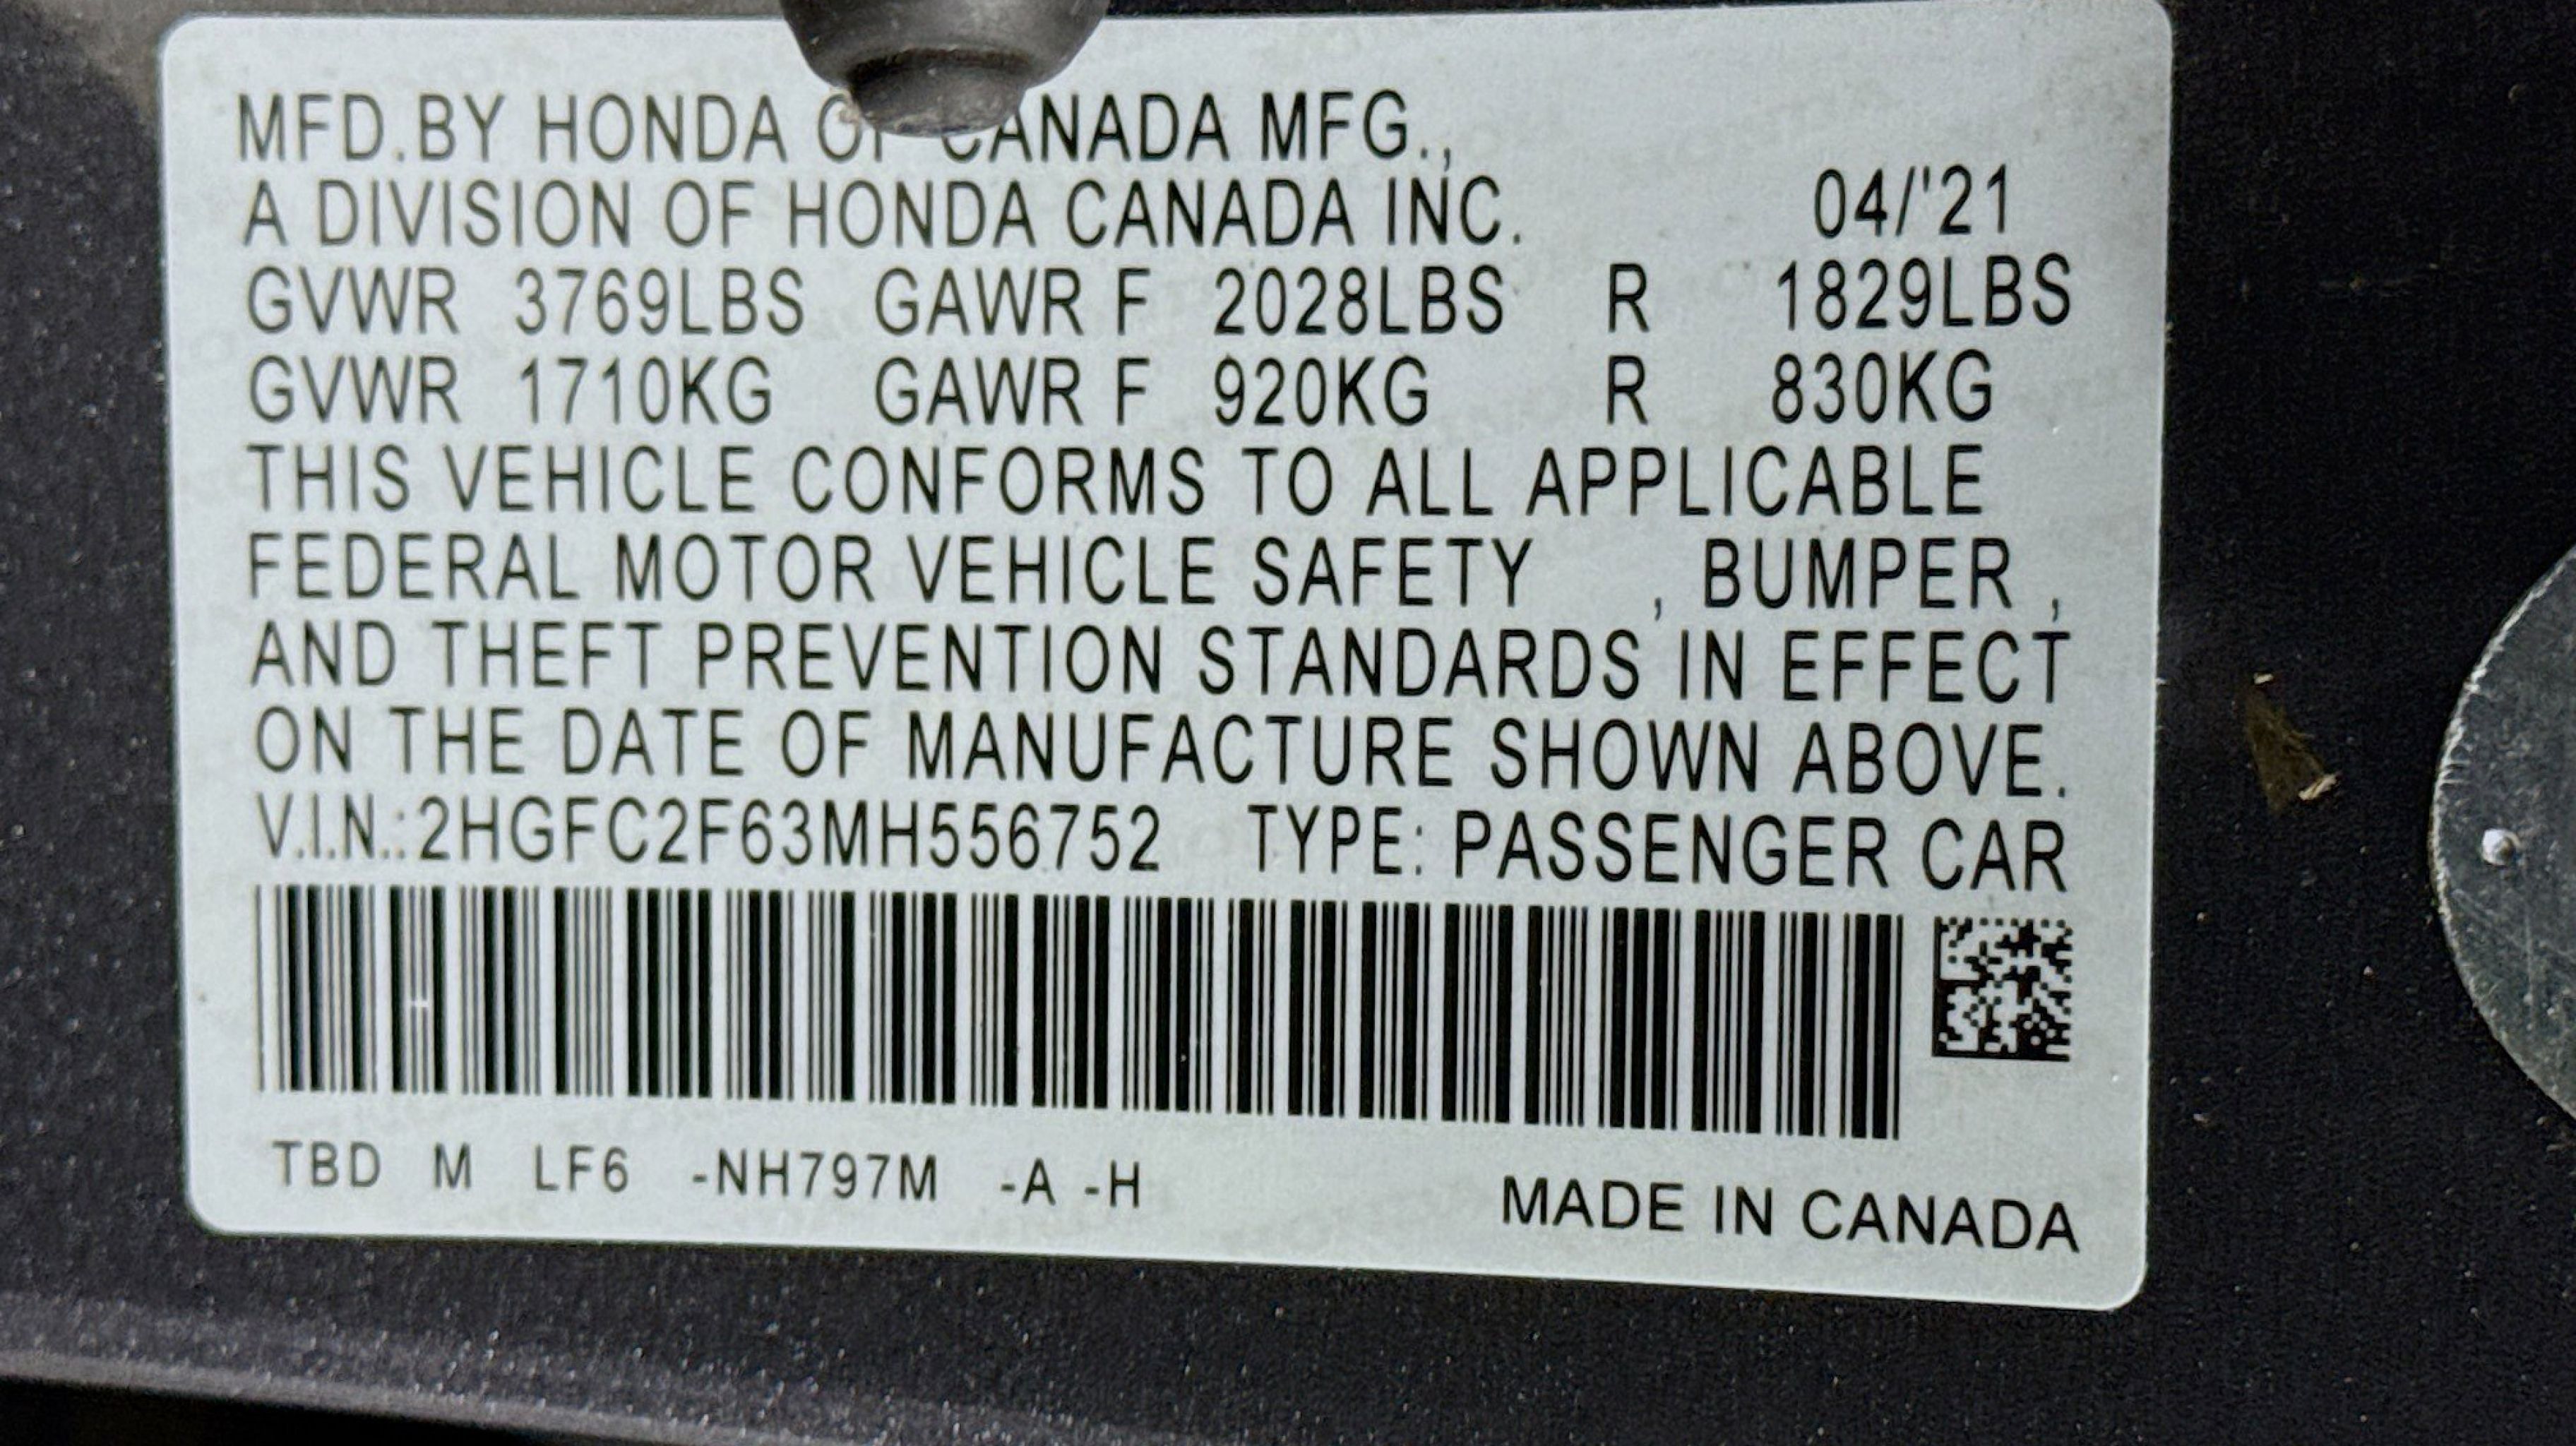 MFD.BY HONDA OF CANADA MFG.,
A DIVISION OF HONDA CANADA INC. 04/'21
GVWR 3769LBS GAWR F 2028LBS R 1829LBS
GVWR 1710KG GAWR F 920KG R 830KG
THIS VEHICLE CONFORMS TO ALL APPLICABLE
FEDERAL MOTOR VEHICLE SAFETY , BUMPER ,
AND THEFT PREVENTION STANDARDS IN EFFECT
ON THE DATE OF MANUFACTURE SHOWN ABOVE.
V.I.N.:2HGFC2F63MH556752 TYPE: PASSENGER CAR
TBD M LF6 -NH797M -A -H
MADE IN CANADA